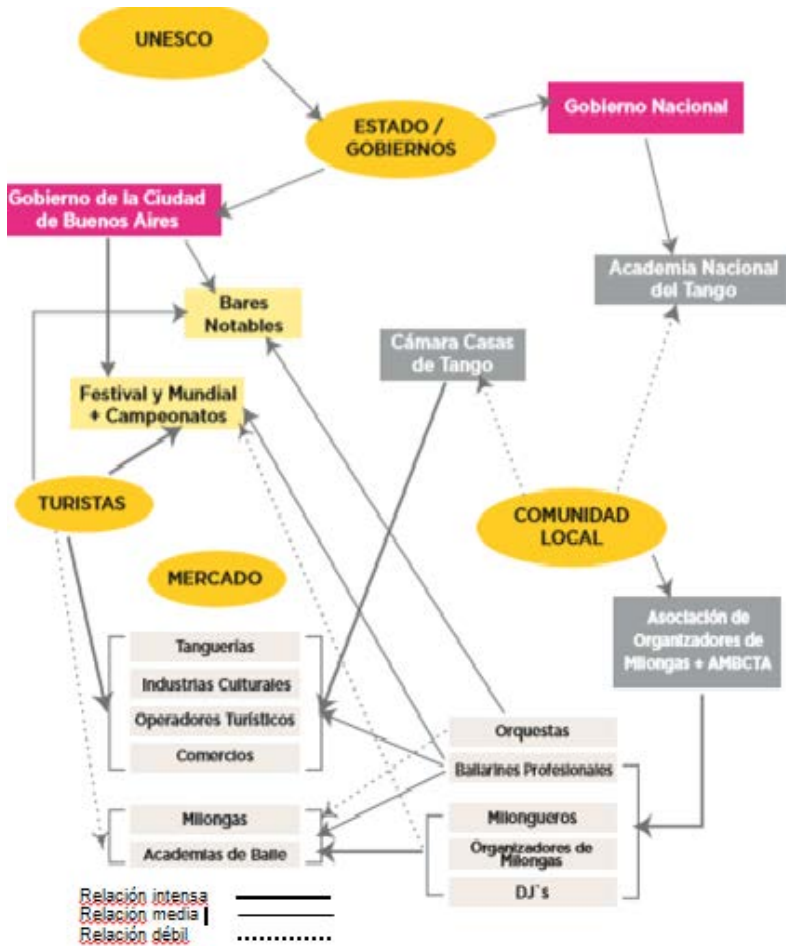 UNESCO
ESTADO /
GOBIERNOS
Gobierno Nacional
Gobierno de la Ciudad
de Buenos Aires
Academia Nacional
del Tango
Bares
Notables
Cámara Casas
de Tango
Festival y Mundial
+ Campeonatos
TURISTAS
COMUNIDAD
LOCAL
MERCADO
Asociación de
Organizadores de
Milongas + AMBCTA
Tanguerías
Industrias Culturales
Operadores Turísticos
Comercios
Orquestas
Bailarines Profesionales
Milongas
Academias de Baile
Milongueros
Organizadores de
Milongas
DJ`s
Relación intensa
Relación media
Relación débil